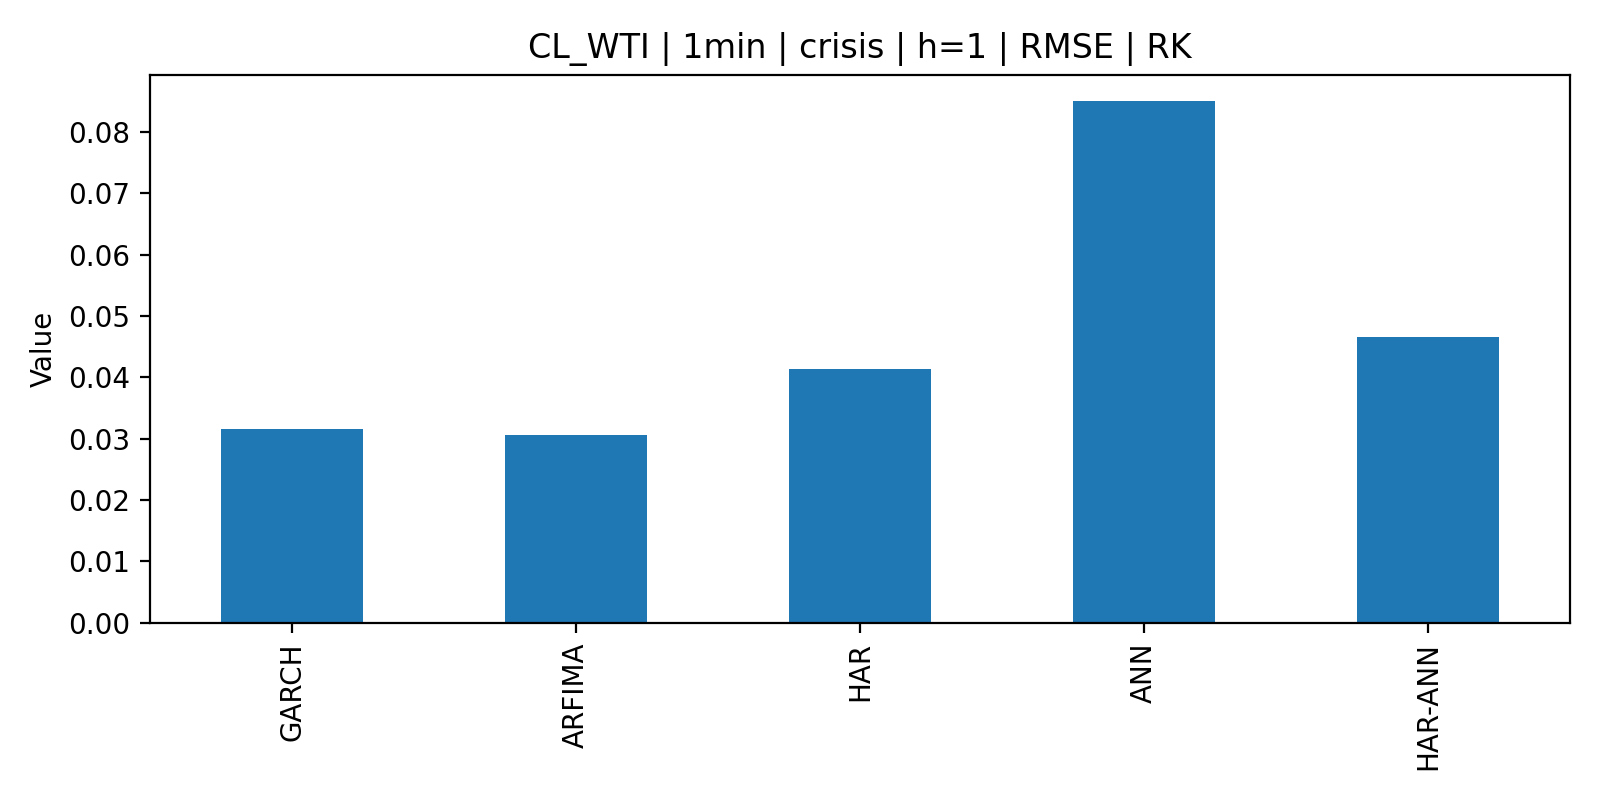 CL_WTI | 1min | crisis | h=1 | RMSE | RK
Value
0.08
0.07
0.06
0.05
0.04
0.03
0.02
0.01
0.00
GARCH
ARFIMA
HAR
ANN
HAR-ANN